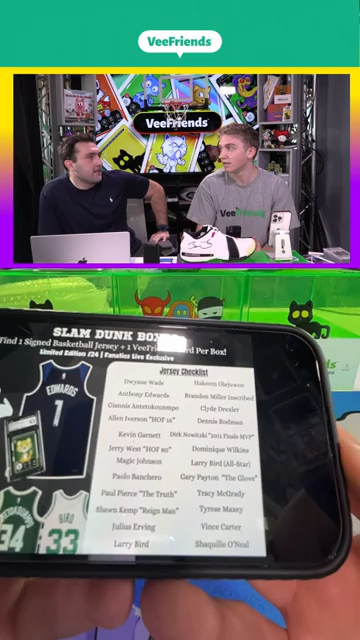 VeeFriends
VeeFriends
VeeFriends
SLAM DUNK BOX
Find 1 Signed Basketball Jersey + 1 VeeFriends Card Per Box!
Limited Edition /24 | Fanatics Live Exclusive
Jersey Checklist
Dwyane Wade Hakeem Olajuwon
Anthony Edwards Brandon Miller Inscribed
Giannis Antetokounmpo Clyde Drexler
Allen Iverson "HOF 16" Dennis Rodman
Kevin Garnett Dirk Nowitzki "2011 Finals MVP"
Jerry West "HOF 80" Dominique Wilkins
Magic Johnson Larry Bird (All-Star)
Paolo Banchero Gary Payton "The Glove"
Paul Pierce "The Truth" Tracy McGrady
Shawn Kemp "Reign Man" Tyrese Maxey
Julius Erving Vince Carter
Larry Bird Shaquille O'Neal
EDWARDS
1
34
BIRD
33